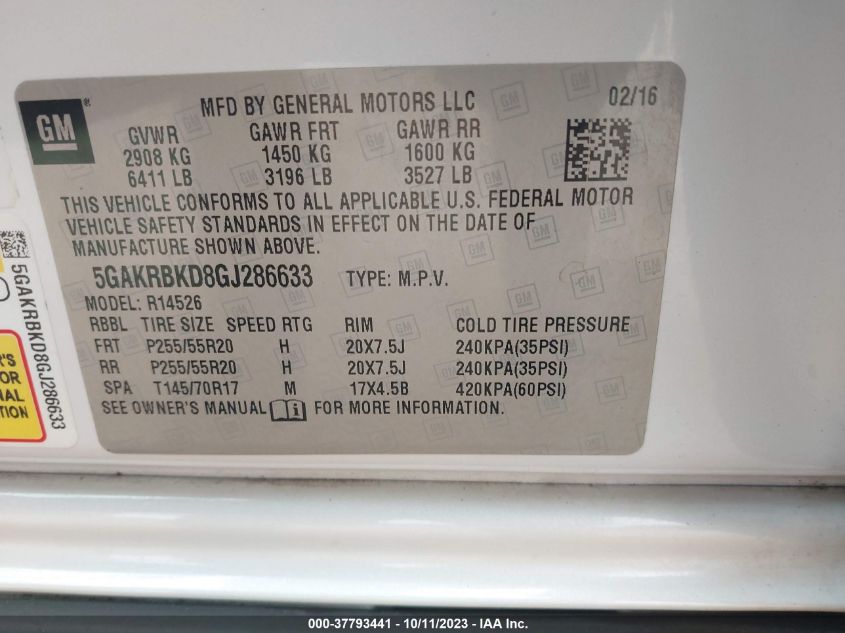 GM
MFD BY GENERAL MOTORS LLC 02/16
GVWR GAWR FRT GAWR RR
2908 KG 1450 KG 1600 KG
6411 LB 3196 LB 3527 LB
THIS VEHICLE CONFORMS TO ALL APPLICABLE U.S. FEDERAL MOTOR
VEHICLE SAFETY STANDARDS IN EFFECT ON THE DATE OF
MANUFACTURE SHOWN ABOVE.
5GAKRBKD8GJ286633 TYPE: M.P.V.
MODEL: R14526
RBBL TIRE SIZE SPEED RTG RIM COLD TIRE PRESSURE
FRT P255/55R20 H 20X7.5J 240KPA(35PSI)
RR P255/55R20 H 20X7.5J 240KPA(35PSI)
SPA T145/70R17 M 17X4.5B 420KPA(60PSI)
SEE OWNER'S MANUAL FOR MORE INFORMATION.
5GAKRBKD8GJ286633
000-37793441 - 10/11/2023 - IAA Inc.